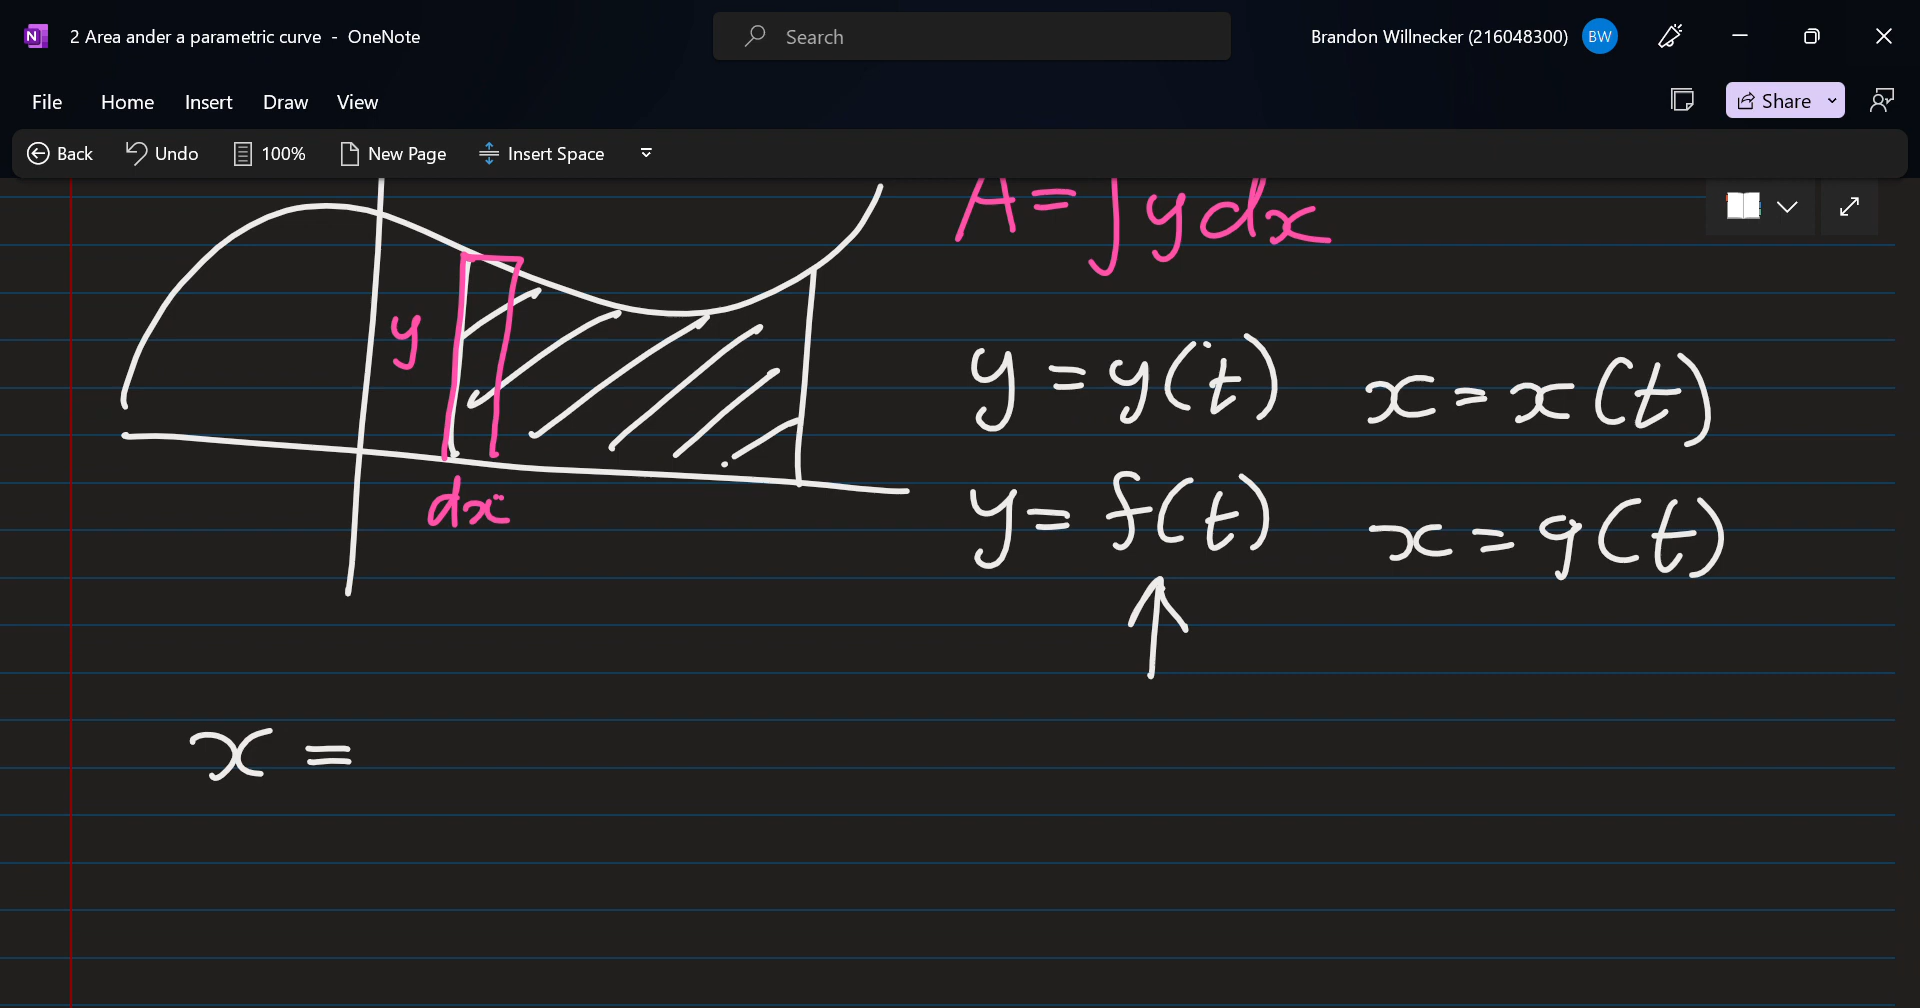 2 Area ander a parametric curve - OneNote
Search
Brandon Willnecker (216048300)
BW
File Home Insert Draw View
Share
Back Undo 100% New Page Insert Space
A = ∫ y dx
y
dx
y = y(t) x = x(t)
y = f(t) x = g(t)
x =